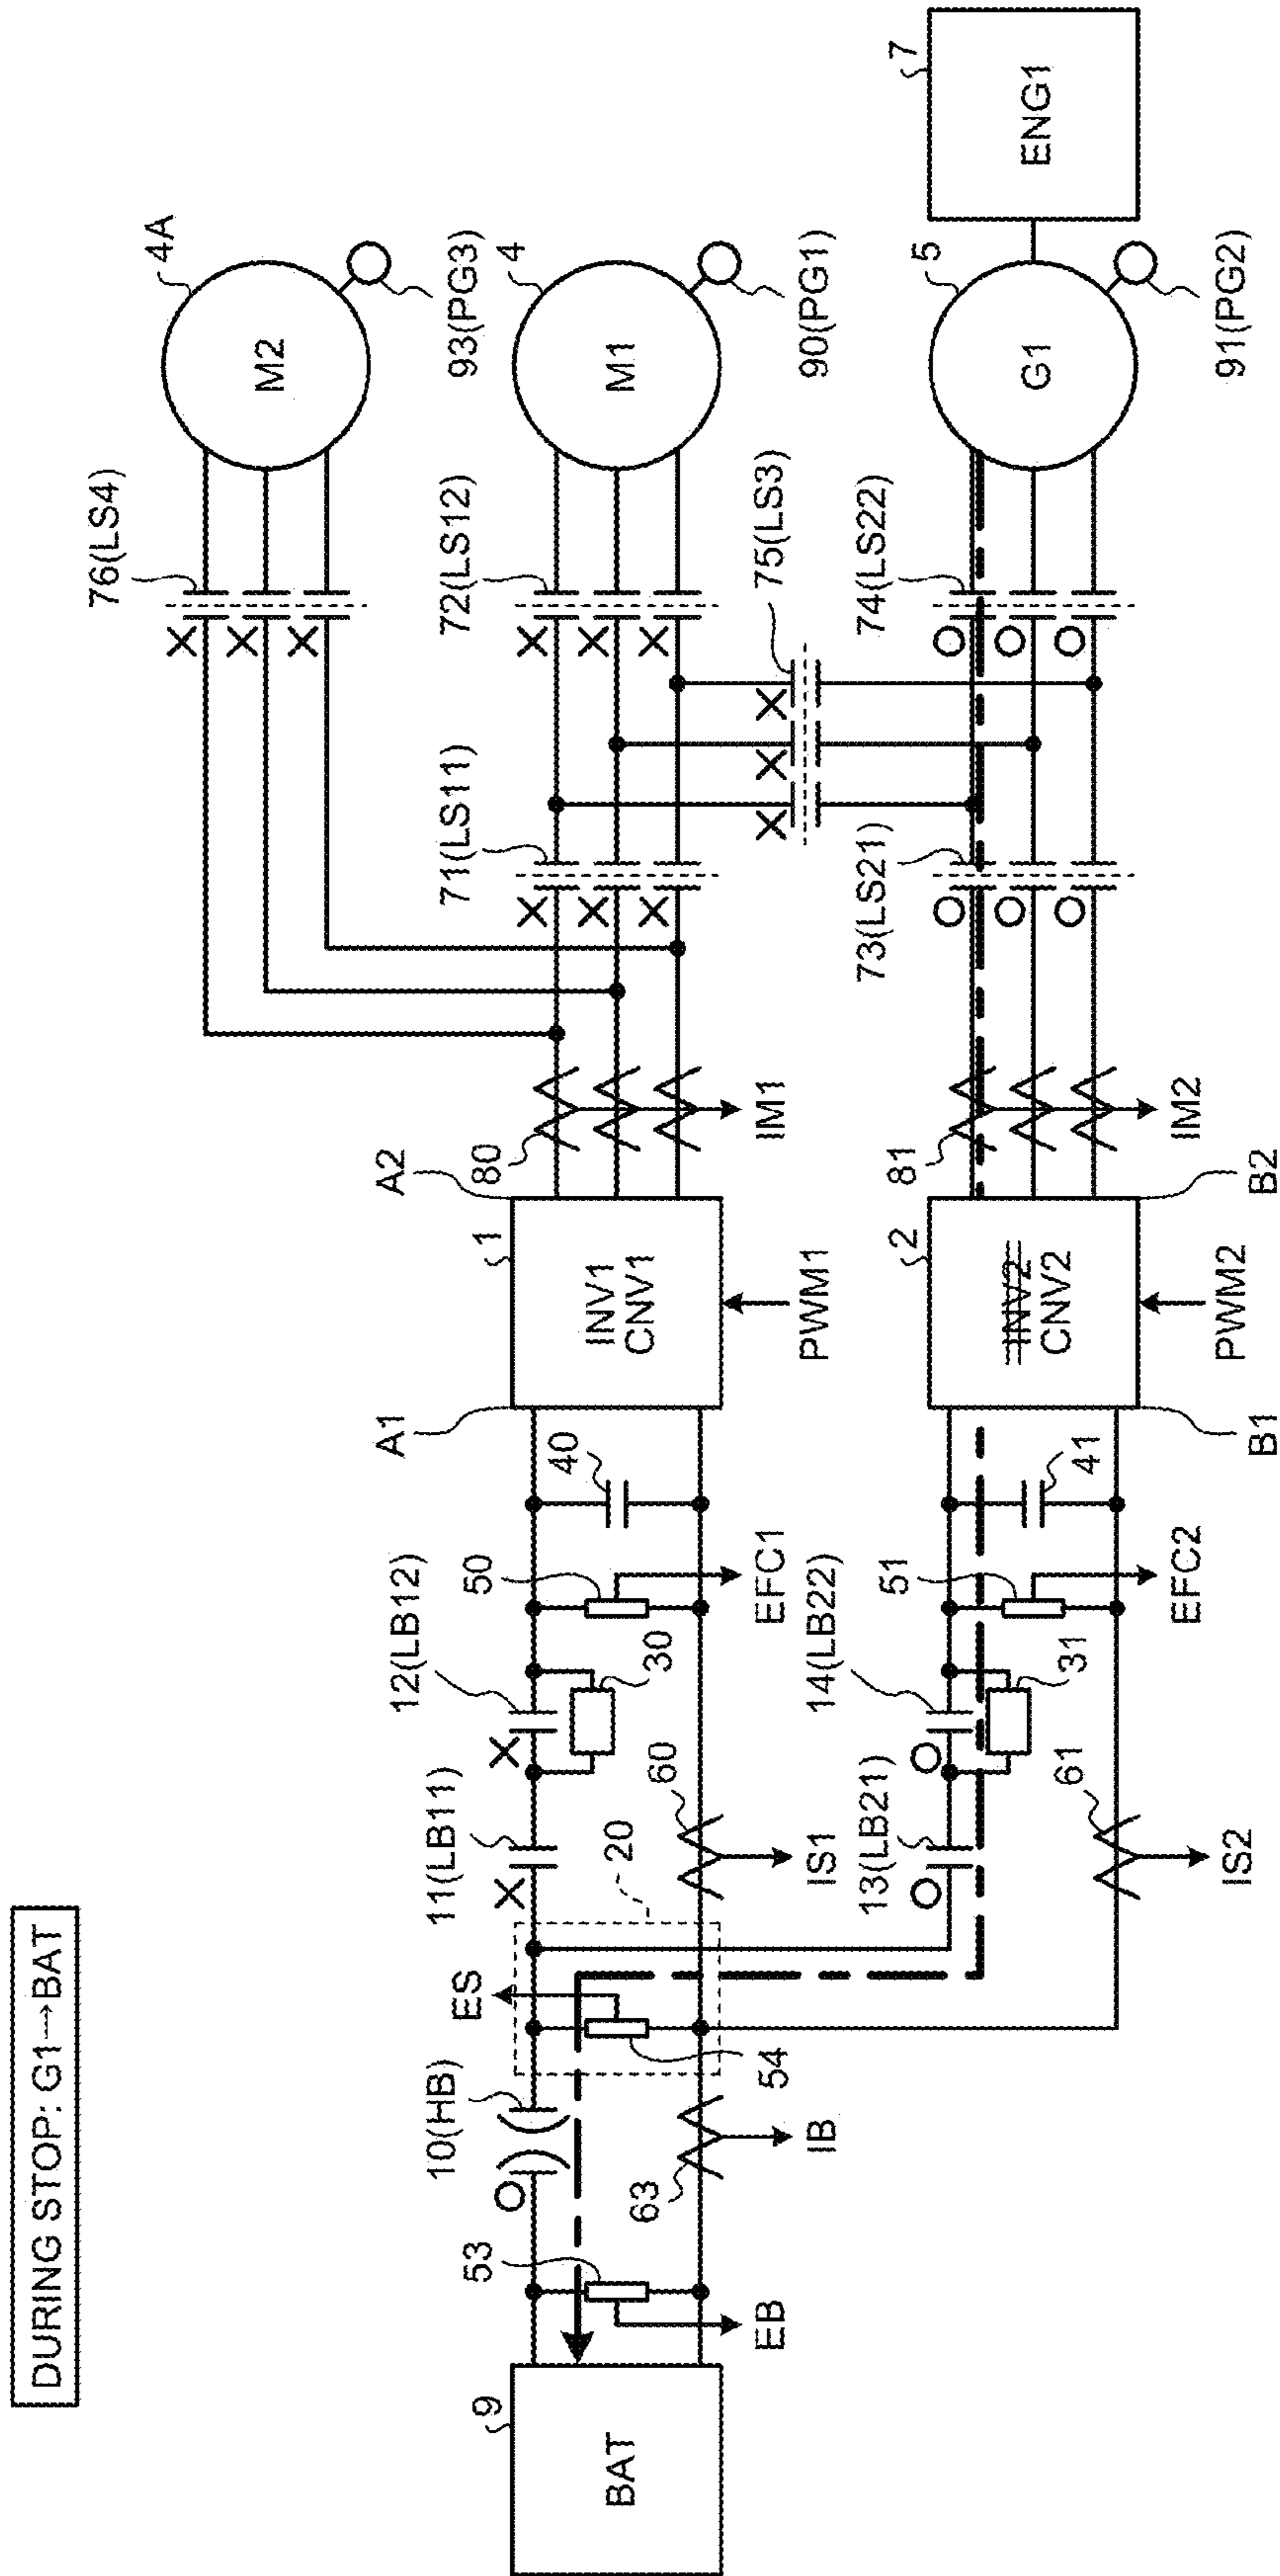 DURING STOP: G1→BAT
76(LS4)
4A
M2
93(PG3)
71(LS11)
72(LS12)
4
M1
90(PG1)
75(LS3)
73(LS21)
74(LS22)
5
G1
91(PG2)
7
ENG1
9
BAT
53
EB
10(HB)
ES
54
63
IB
20
11(LB11)
12(LB12)
30
60
IS1
50
EFC1
40
A1
1
INV1
CNV1
A2
PWM1
80
IM1
13(LB21)
14(LB22)
31
61
IS2
51
EFC2
41
B1
2
INV2
CNV2
B2
PWM2
81
IM2